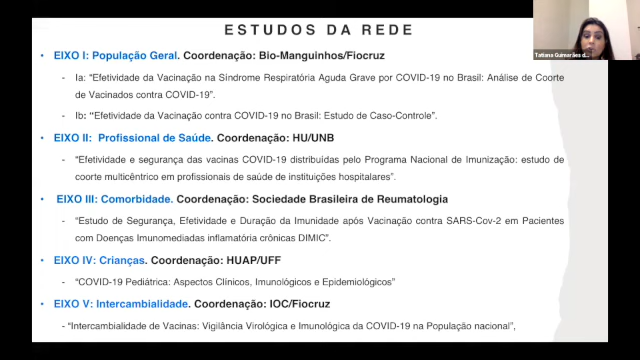 ESTUDOS DA REDE
Tatiana Guimarães d...
• EIXO I: População Geral. Coordenação: Bio-Manguinhos/Fiocruz
- Ia: “Efetividade da Vacinação na Síndrome Respiratória Aguda Grave por COVID-19 no Brasil: Análise de Coorte
de Vacinados contra COVID-19”.
- Ib: “Efetividade da Vacinação contra COVID-19 no Brasil: Estudo de Caso-Controle”.
• EIXO II: Profissional de Saúde. Coordenação: HU/UNB
- “Efetividade e segurança das vacinas COVID-19 distribuídas pelo Programa Nacional de Imunização: estudo de
coorte multicêntrico em profissionais de saúde de instituições hospitalares”.
• EIXO III: Comorbidade. Coordenação: Sociedade Brasileira de Reumatologia
- “Estudo de Segurança, Efetividade e Duração da Imunidade após Vacinação contra SARS-Cov-2 em Pacientes
com Doenças Imunomediadas inflamatória crônicas DIMIC”.
• EIXO IV: Crianças. Coordenação: HUAP/UFF
- “COVID-19 Pediátrica: Aspectos Clínicos, Imunológicos e Epidemiológicos”
• EIXO V: Intercambialidade. Coordenação: IOC/Fiocruz
- “Intercambialidade de Vacinas: Vigilância Virológica e Imunológica da COVID-19 na População nacional”,